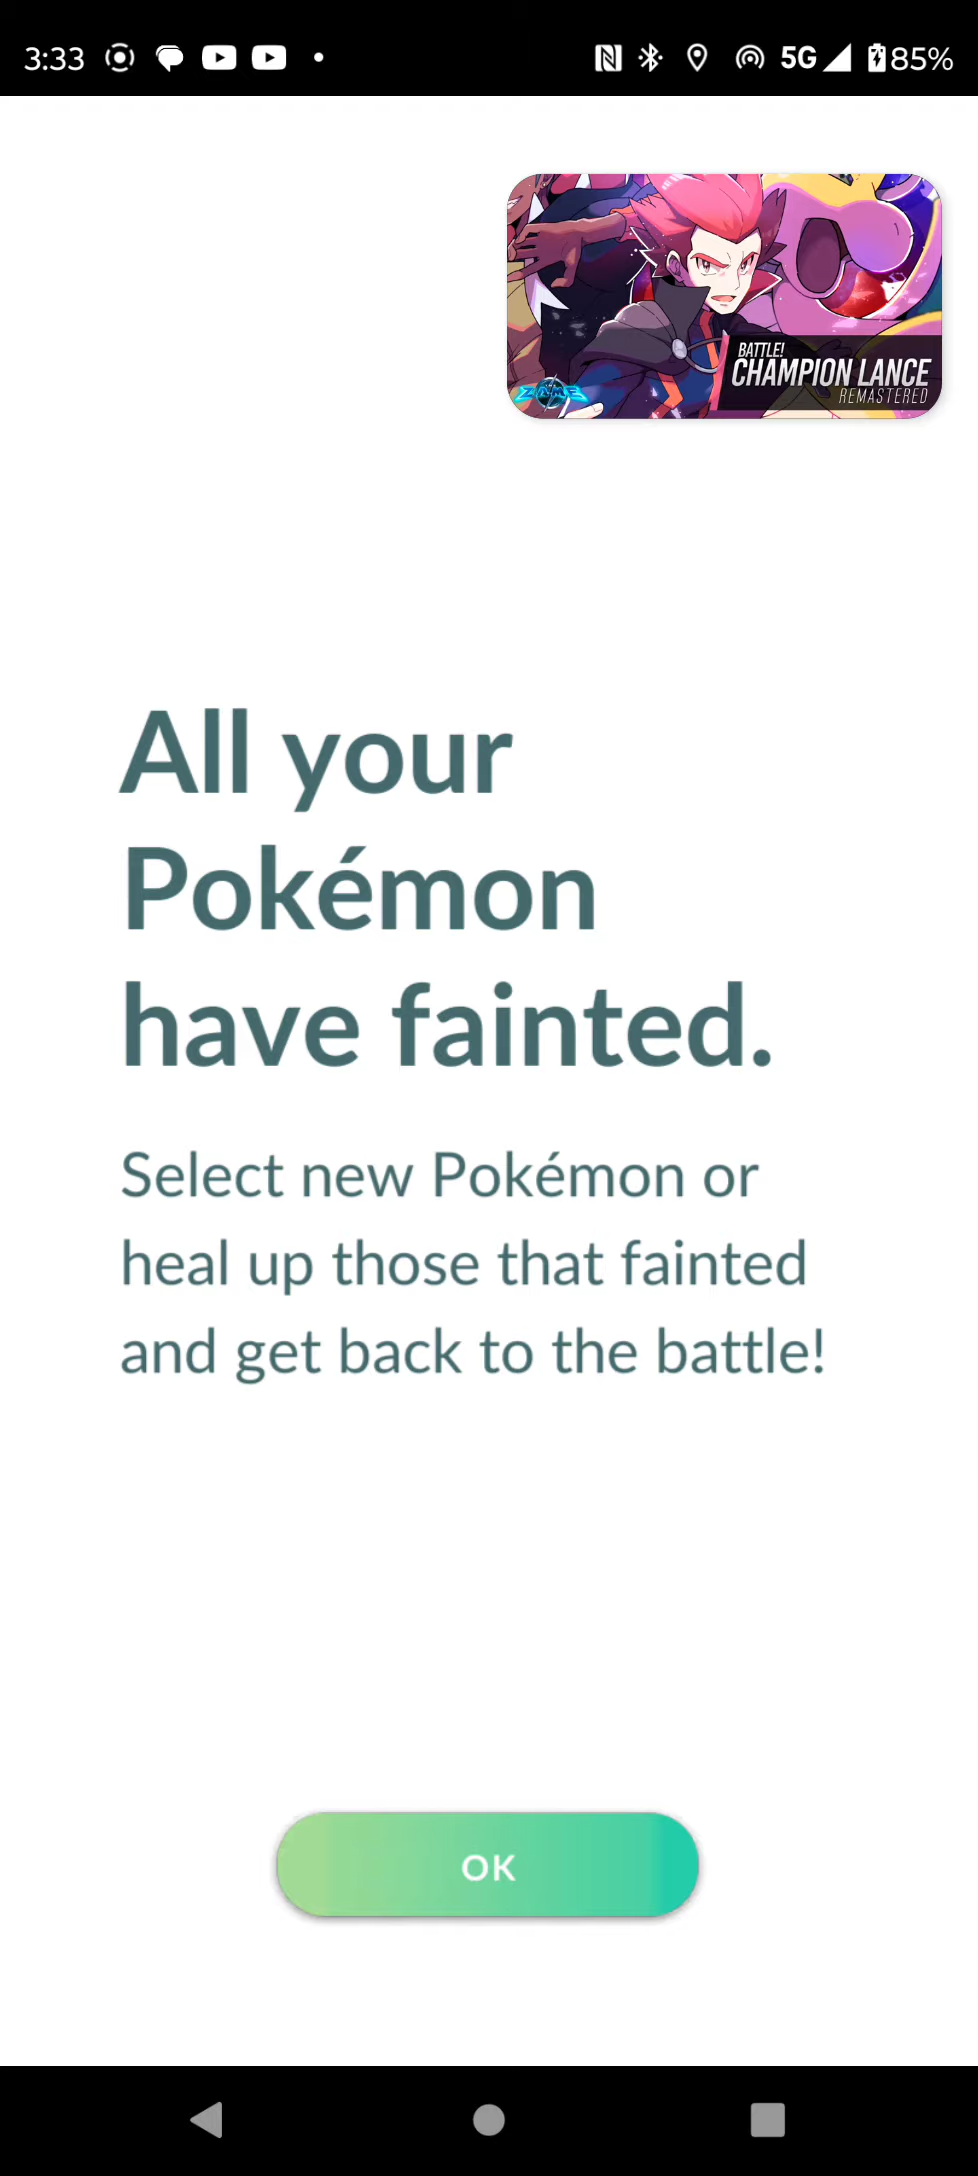 3:33 5G 85%
BATTLE!
CHAMPION LANCE
REMASTERED
ZAME
All your
Pokémon
have fainted.
Select new Pokémon or
heal up those that fainted
and get back to the battle!
OK